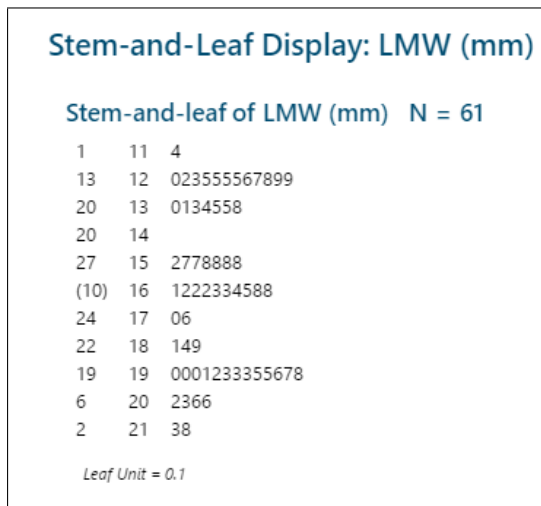 Stem-and-Leaf Display: LMW (mm)
Stem-and-leaf of LMW (mm) N = 61
1 11 4
13 12 023555567899
20 13 0134558
20 14
27 15 2778888
(10) 16 1222334588
24 17 06
22 18 149
19 19 0001233355678
6 20 2366
2 21 38
Leaf Unit = 0.1